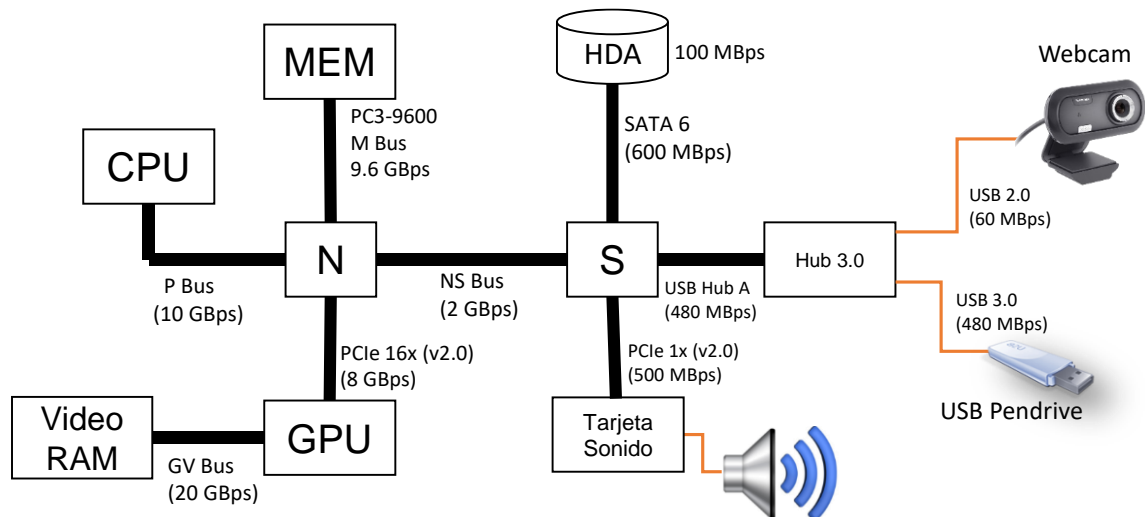 MEM
HDA
100 MBps
Webcam
PC3-9600
M Bus
9.6 GBps
SATA 6
(600 MBps)
CPU
USB 2.0
(60 MBps)
N
S
Hub 3.0
P Bus
(10 GBps)
NS Bus
(2 GBps)
USB Hub A
(480 MBps)
USB 3.0
(480 MBps)
PCIe 16x (v2.0)
(8 GBps)
PCIe 1x (v2.0)
(500 MBps)
USB Pendrive
Video
RAM
GPU
Tarjeta
Sonido
GV Bus
(20 GBps)